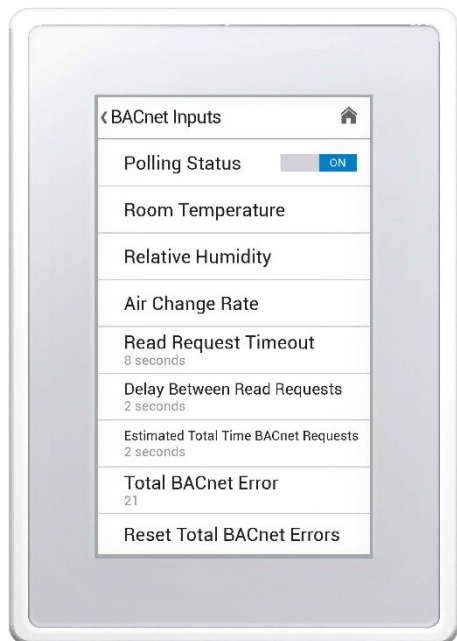 BACnet Inputs
Polling Status ON
Room Temperature
Relative Humidity
Air Change Rate
Read Request Timeout
8 seconds
Delay Between Read Requests
2 seconds
Estimated Total Time BACnet Requests
2 seconds
Total BACnet Error
21
Reset Total BACnet Errors